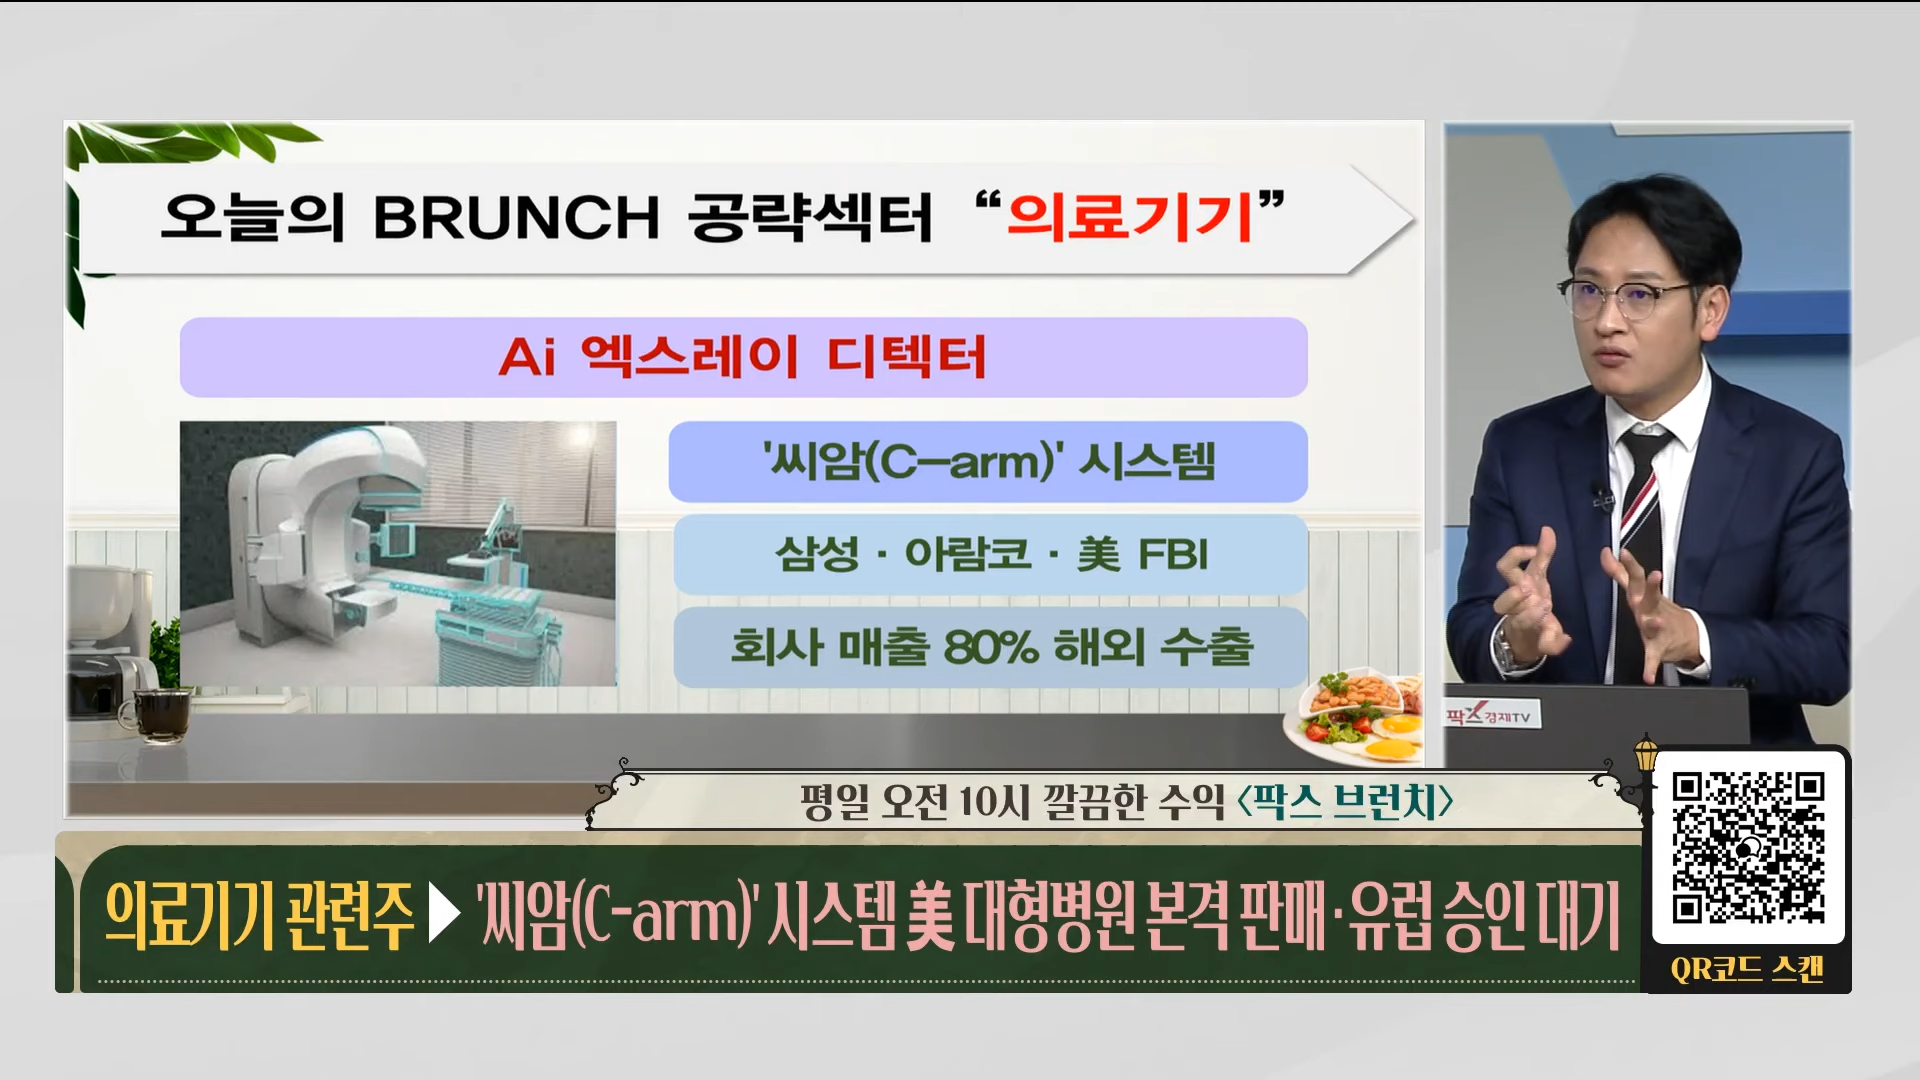 오늘의 BRUNCH 공략섹터 “의료기기”
Ai 엑스레이 디텍터
'씨암(C-arm)' 시스템
삼성 · 아람코 · 美 FBI
회사 매출 80% 해외 수출
팍스경제TV
평일 오전 10시 깔끔한 수익 〈팍스 브런치〉
의료기기 관련주 ▶ '씨암(C-arm)' 시스템 美 대형병원 본격 판매·유럽 승인 대기
QR코드 스캔